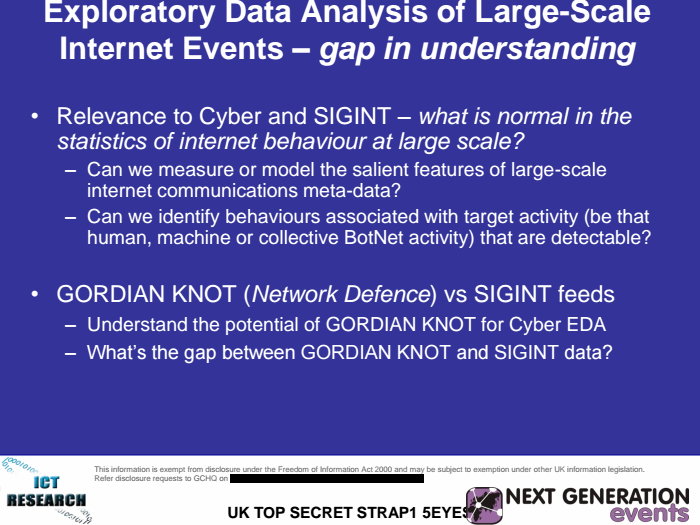 Exploratory Data Analysis of Large-Scale
Internet Events – gap in understanding
• Relevance to Cyber and SIGINT – what is normal in the
statistics of internet behaviour at large scale?
– Can we measure or model the salient features of large-scale
internet communications meta-data?
– Can we identify behaviours associated with target activity (be that
human, machine or collective BotNet activity) that are detectable?
• GORDIAN KNOT (Network Defence) vs SIGINT feeds
– Understand the potential of GORDIAN KNOT for Cyber EDA
– What's the gap between GORDIAN KNOT and SIGINT data?
This information is exempt from disclosure under the Freedom of Information Act 2000 and may be subject to exemption under other UK information legislation.
Refer disclosure requests to GCHQ on
ICT
RESEARCH
UK TOP SECRET STRAP1 5EYES
NEXT GENERATION
events